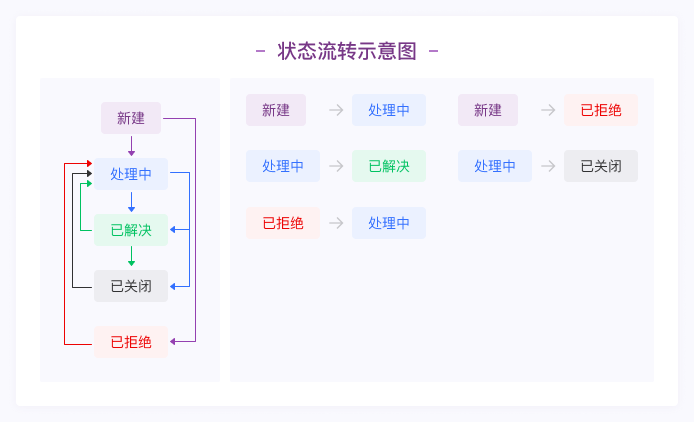 - 状态流转示意图 -
新建
处理中
已解决
已关闭
已拒绝
新建 → 处理中
新建 → 已拒绝
处理中 → 已解决
处理中 → 已关闭
已拒绝 → 处理中